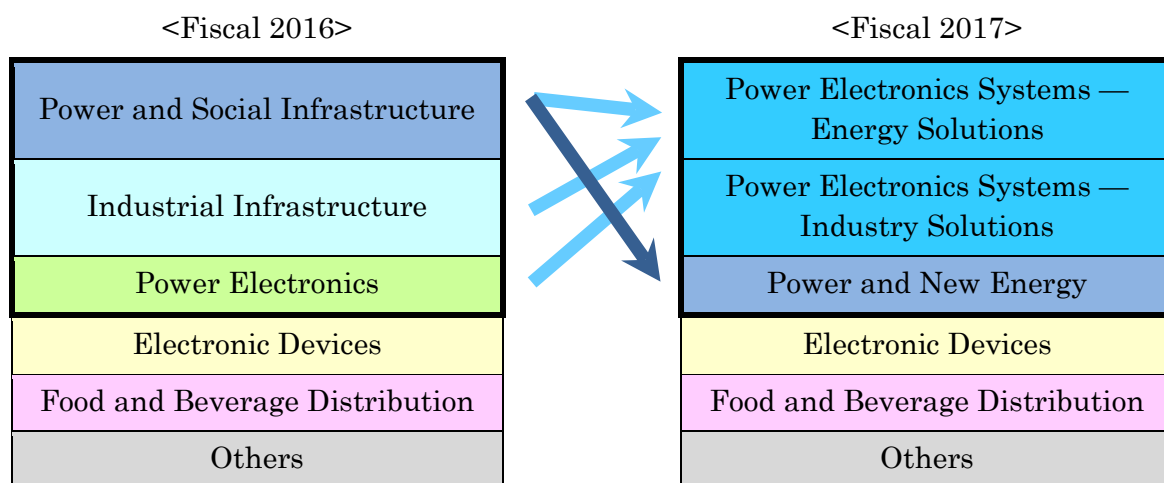 <Fiscal 2016>
Power and Social Infrastructure
Industrial Infrastructure
Power Electronics
Electronic Devices
Food and Beverage Distribution
Others
<Fiscal 2017>
Power Electronics Systems —
Energy Solutions
Power Electronics Systems —
Industry Solutions
Power and New Energy
Electronic Devices
Food and Beverage Distribution
Others